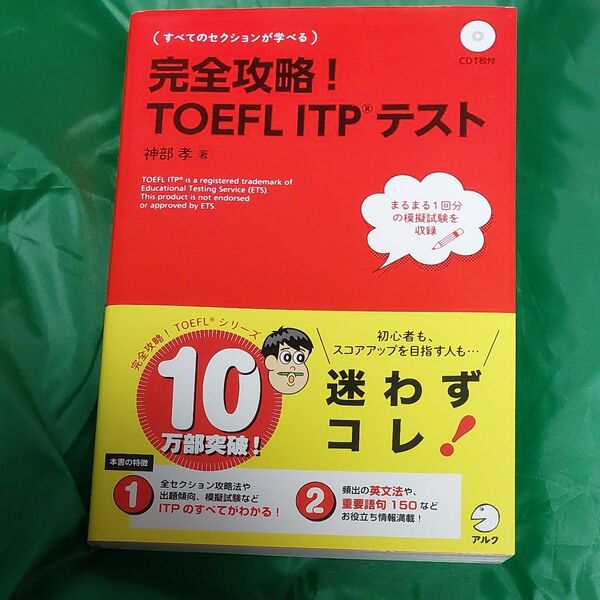 (すべてのセクションが学べる)
CD1枚付
完全攻略!
TOEFL ITP®テスト
神部 孝 著
TOEFL ITP® is a registered trademark of
Educational Testing Service (ETS).
This product is not endorsed
or approved by ETS.
まるまる1回分
の模擬試験を
収録
完全攻略! TOEFL®シリーズ
10
万部突破!
初心者も、
スコアアップを目指す人も…
迷わず
コレ!
本書の特徴
1
全セクション攻略法や
出題傾向、模擬試験など
ITPのすべてがわかる!
2
頻出の英文法や、
重要語句150など
お役立ち情報満載!
アルク